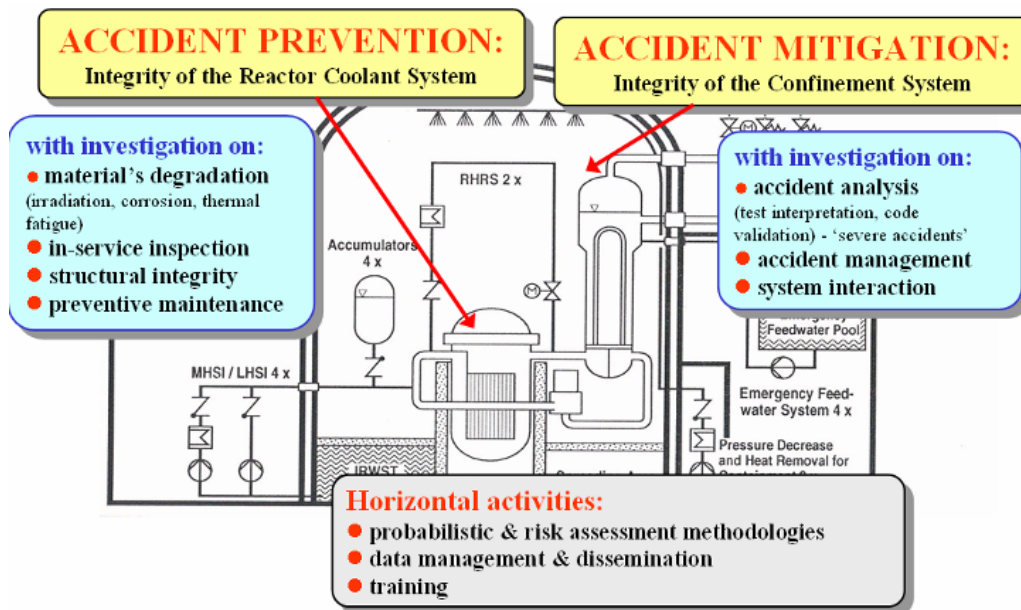 ACCIDENT PREVENTION:
Integrity of the Reactor Coolant System
ACCIDENT MITIGATION:
Integrity of the Confinement System
with investigation on:
● material's degradation
(irradiation, corrosion, thermal
fatigue)
● in-service inspection
● structural integrity
● preventive maintenance
with investigation on:
● accident analysis
(test interpretation, code
validation) - ‘severe accidents’
● accident management
● system interaction
RHRS 2 x
Accumulators
4 x
M
M
MHSI / LHSI 4 x
IRWST
Emergency
Feedwater Pool
Emergency Feed-
water System 4 x
Pressure Decrease
and Heat Removal for
Horizontal activities:
● probabilistic & risk assessment methodologies
● data management & dissemination
● training